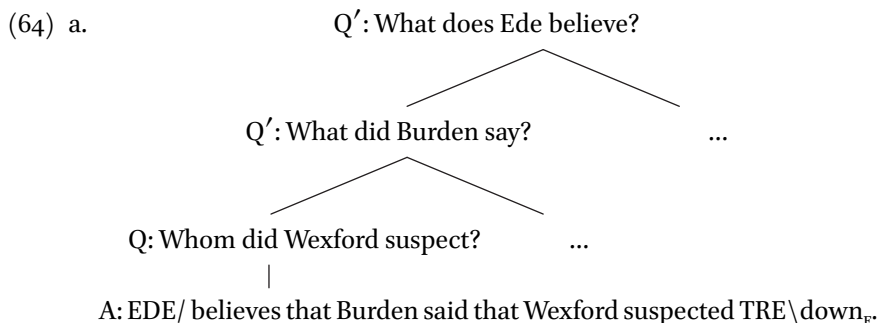 (64) a. Q′: What does Ede believe?
Q′: What did Burden say? ...
Q: Whom did Wexford suspect? ...
A: EDE/ believes that Burden said that Wexford suspected TRE\down_F.